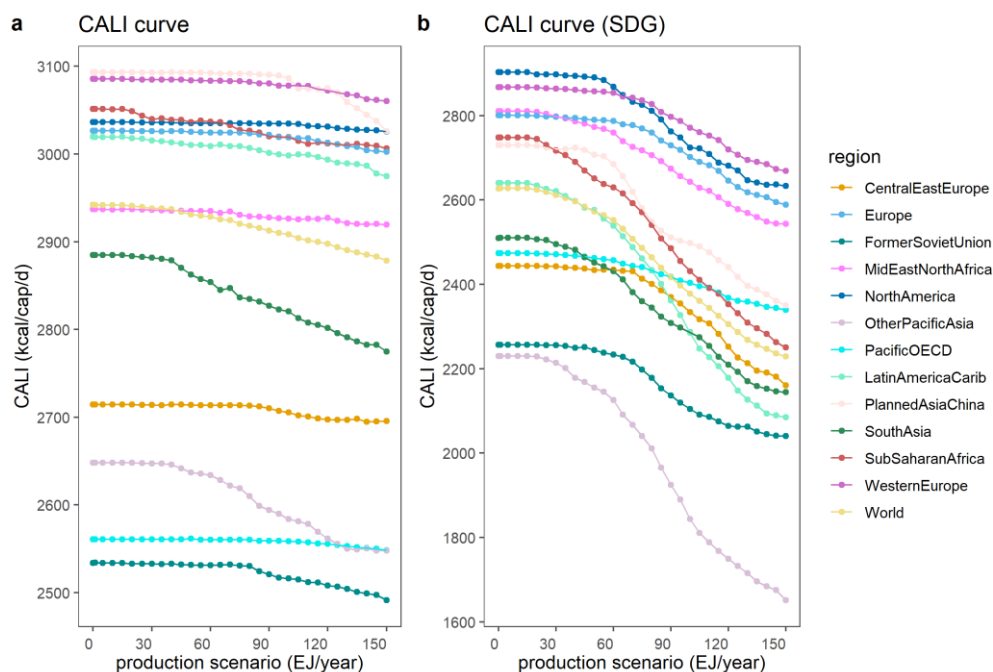 a CALI curve
CALI (kcal/cap/d)
3100
3000
2900
2800
2700
2600
2500
0 30 60 90 120 150
production scenario (EJ/year)
b CALI curve (SDG)
CALI (kcal/cap/d)
2800
2600
2400
2200
2000
1800
1600
0 30 60 90 120 150
production scenario (EJ/year)
region
CentralEastEurope
Europe
FormerSovietUnion
MidEastNorthAfrica
NorthAmerica
OtherPacificAsia
PacificOECD
LatinAmericaCarib
PlannedAsiaChina
SouthAsia
SubSaharanAfrica
WesternEurope
World